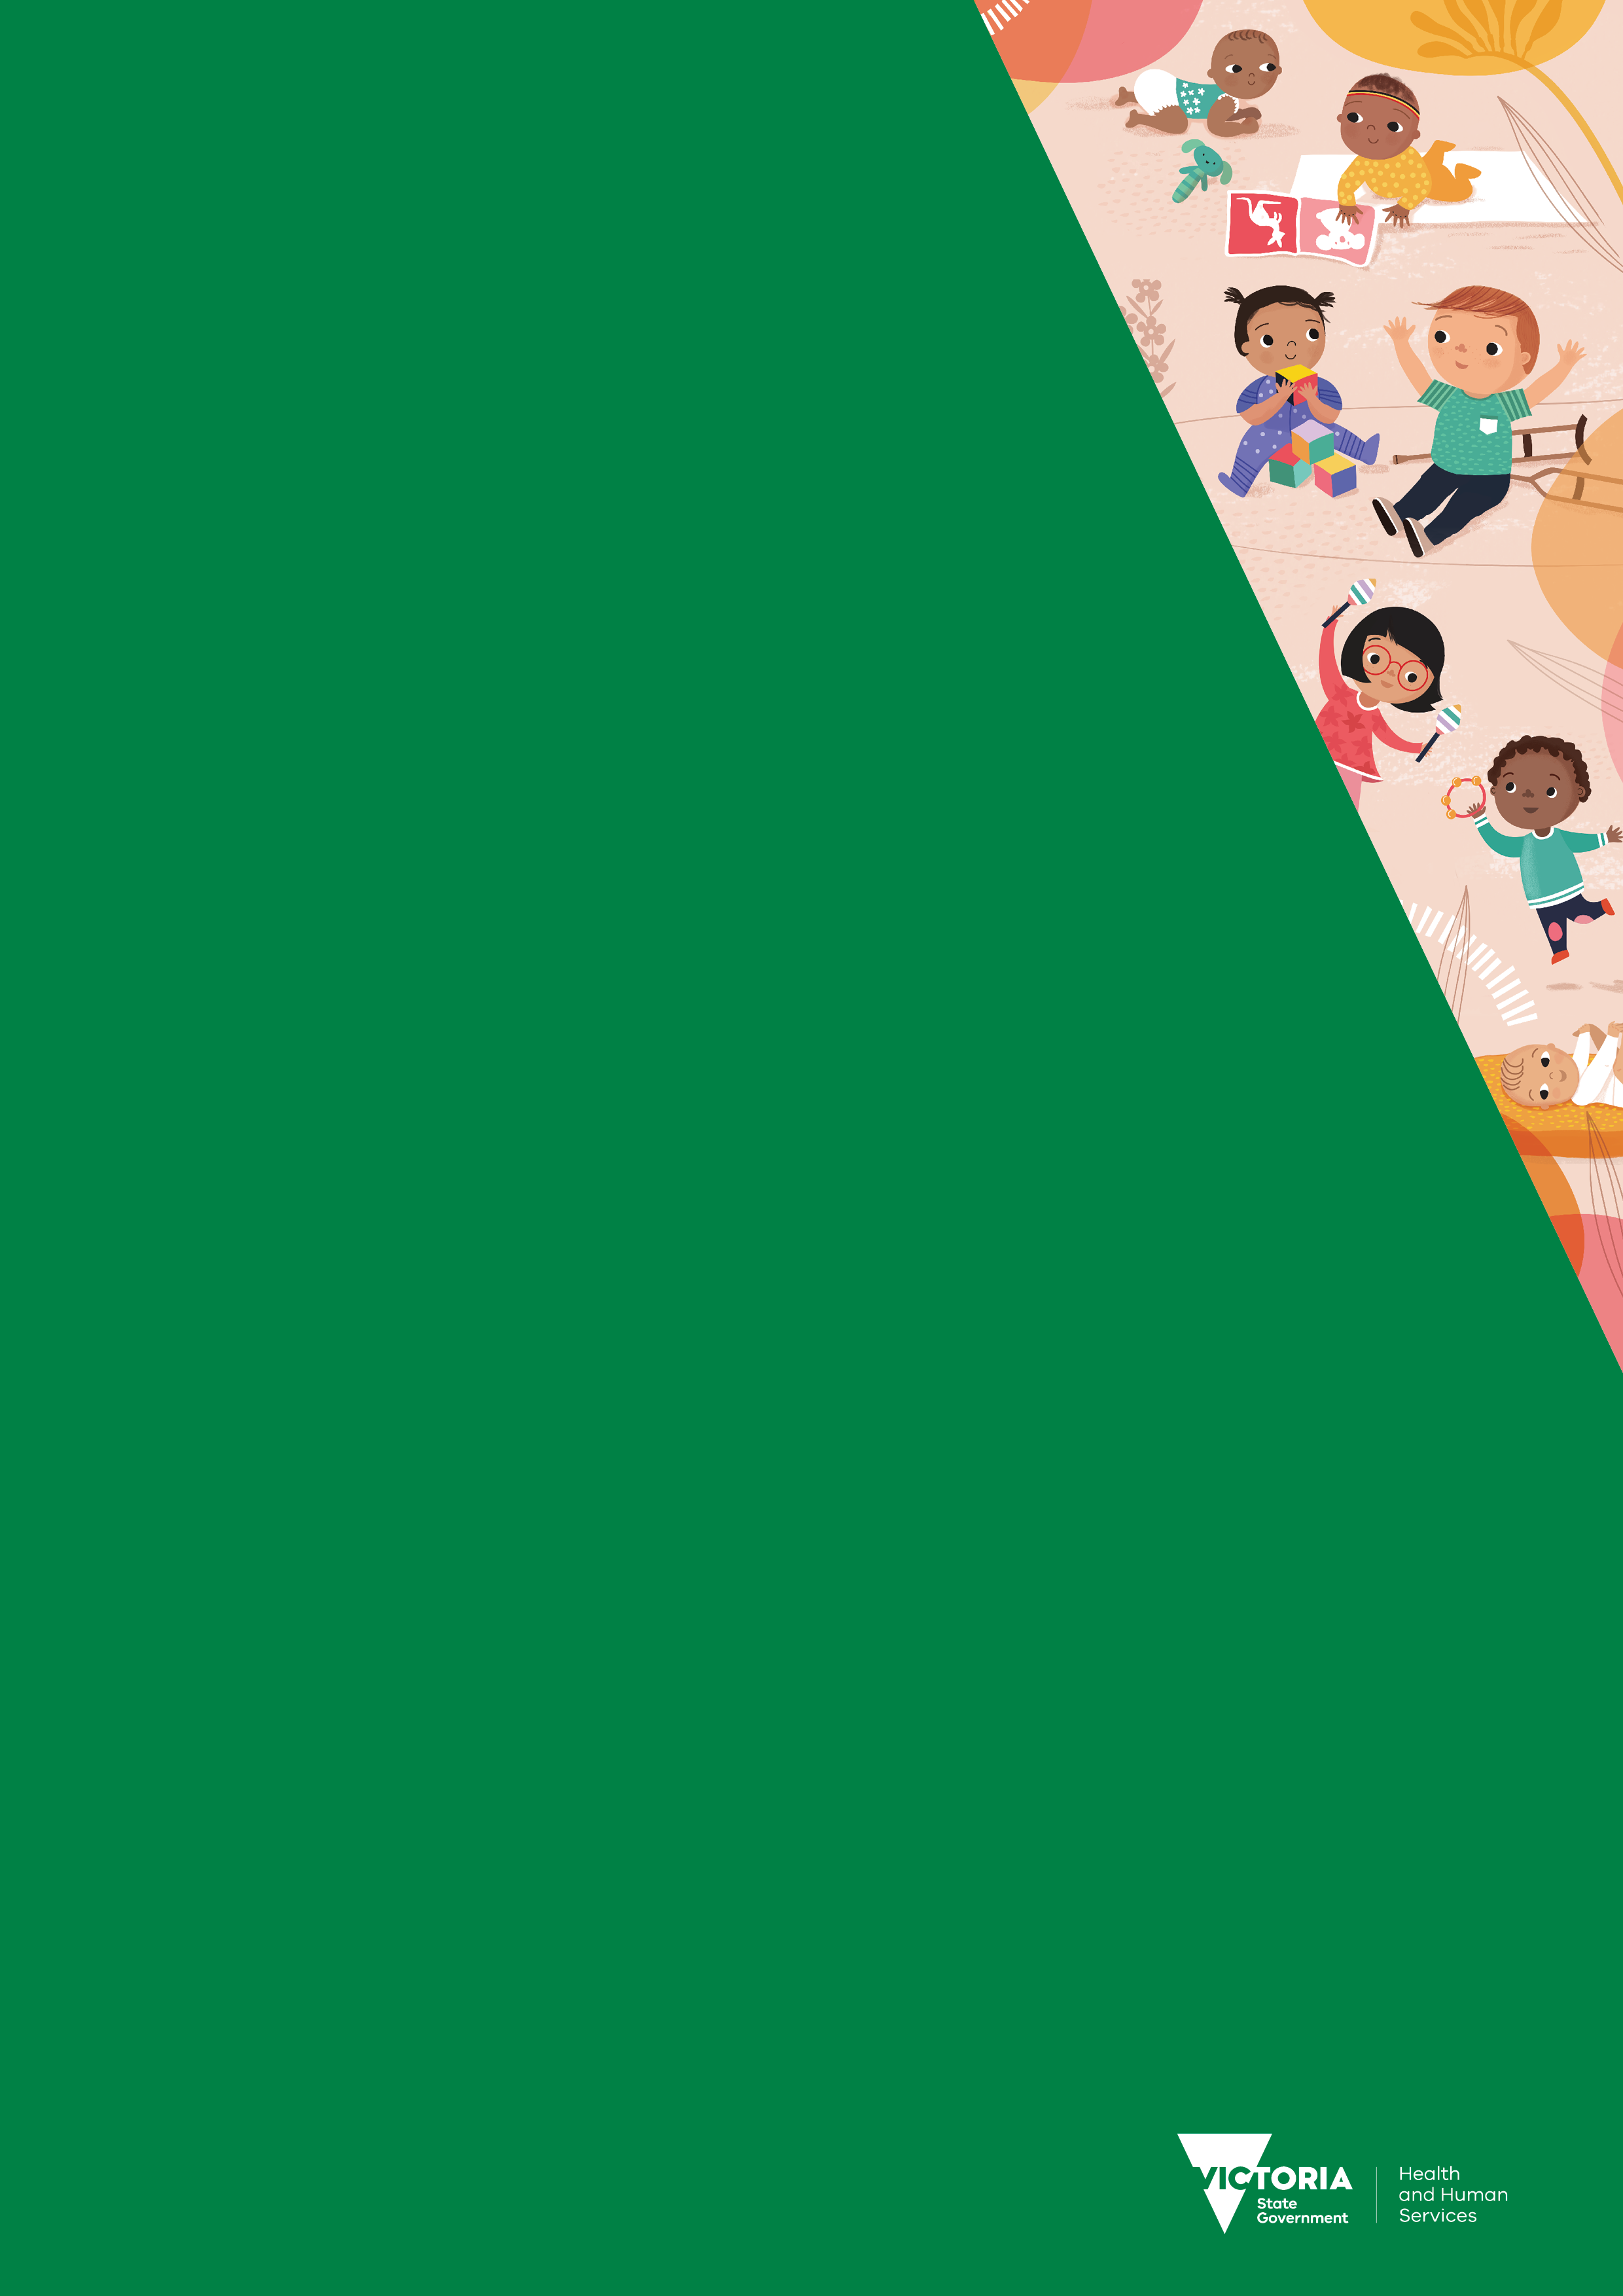 VICTORIA
State
Government
Health
and Human
Services